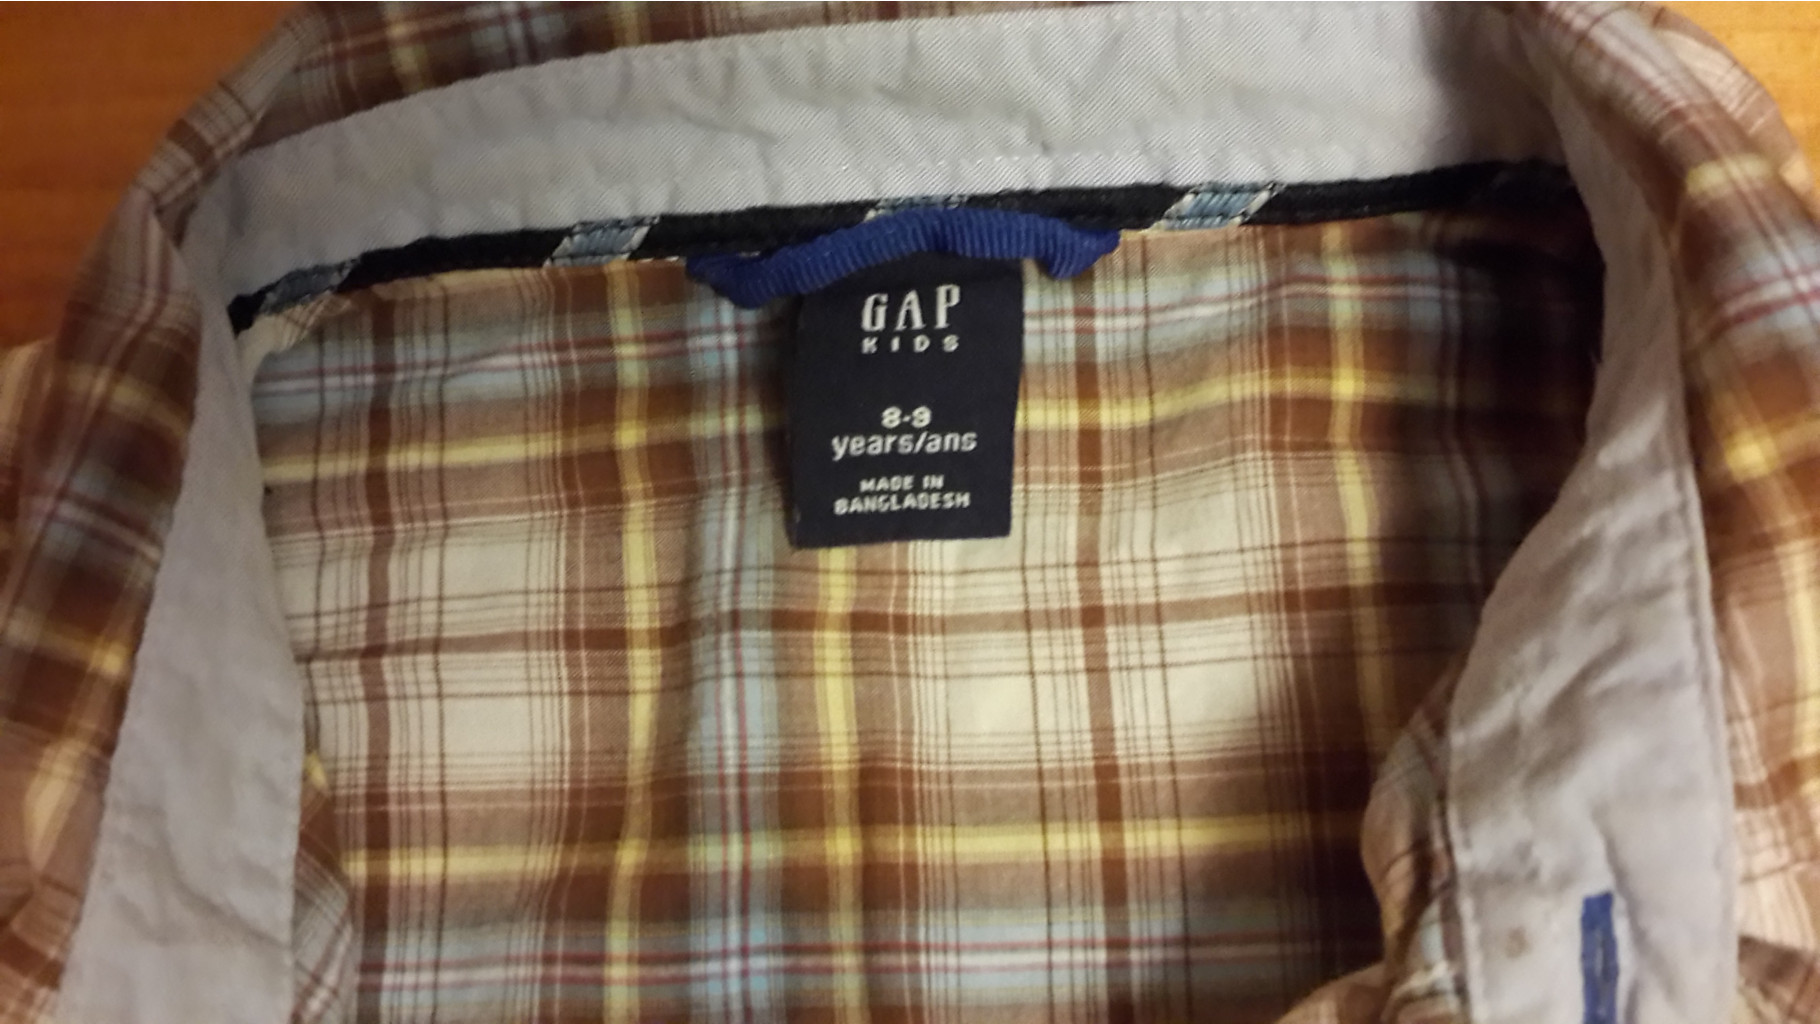 GAP
KIDS
8-9
years/ans
MADE IN
BANGLADESH